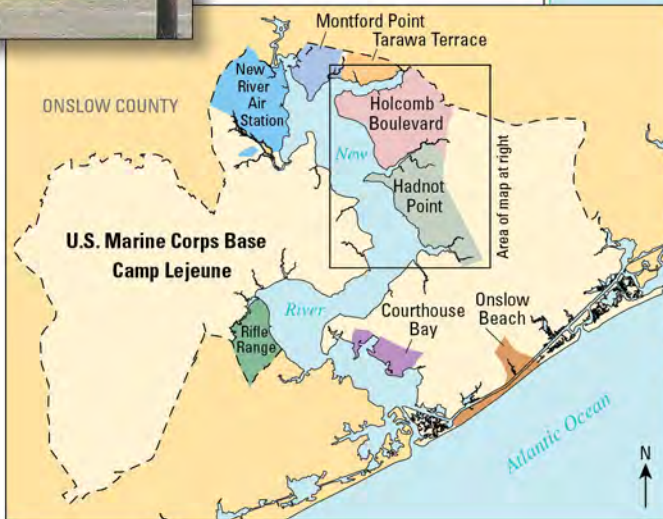 Montford Point
Tarawa Terrace
New
River
Air
Station
ONSLOW COUNTY
Holcomb
Boulevard
New
Hadnot
Point
Area of map at right
U.S. Marine Corps Base
Camp Lejeune
River
Rifle
Range
Courthouse
Bay
Onslow
Beach
Atlantic Ocean
N